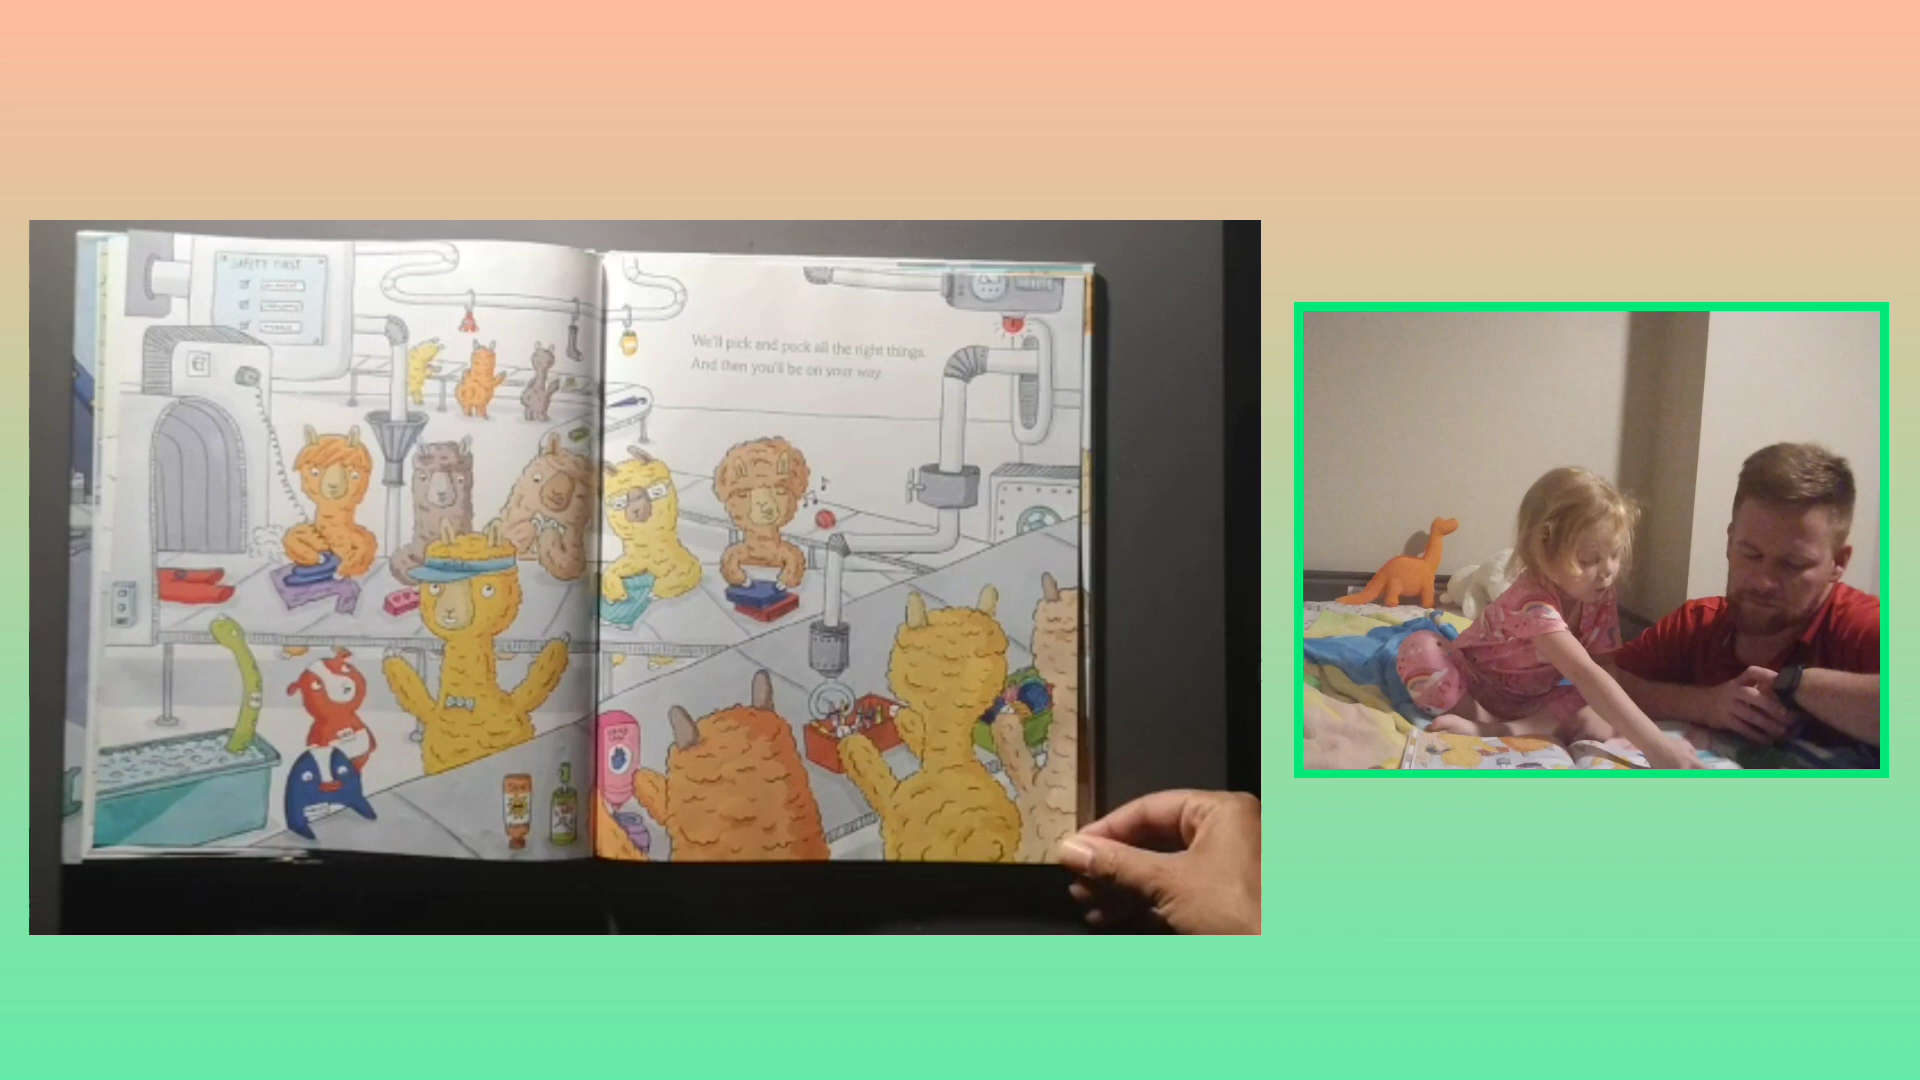 SAFETY FIRST
We'll pick and pack all the right things.
And then you'll be on your way.